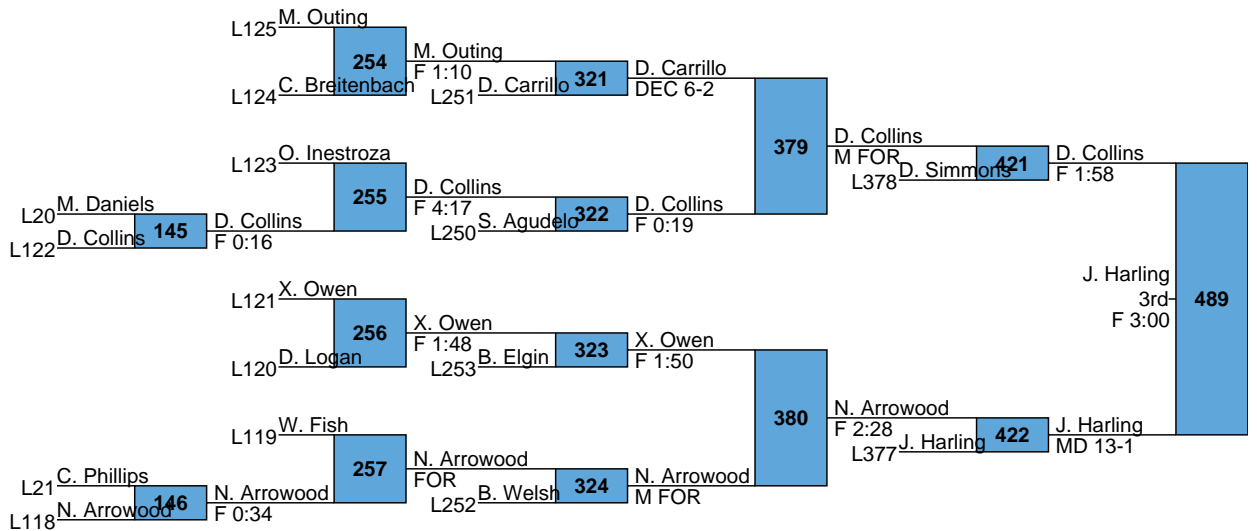 M. Outing
L125
254
M. Outing
F 1:10
C. Breitenbach
L124
D. Carrillo
L251
321
D. Carrillo
DEC 6-2
379
D. Collins
M FOR
D. Simmons
L378
421
D. Collins
F 1:58
O. Inestroza
L123
255
D. Collins
F 4:17
M. Daniels
L20
145
D. Collins
L122
D. Collins
F 0:16
S. Agudelo
L250
322
D. Collins
F 0:19
J. Harling
3rd
F 3:00
489
X. Owen
L121
256
X. Owen
F 1:48
D. Logan
L120
B. Elgin
L253
323
X. Owen
F 1:50
380
N. Arrowood
F 2:28
J. Harling
L377
422
J. Harling
MD 13-1
W. Fish
L119
257
N. Arrowood
FOR
C. Phillips
L21
146
N. Arrowood
L118
N. Arrowood
F 0:34
B. Welsh
L252
324
N. Arrowood
M FOR